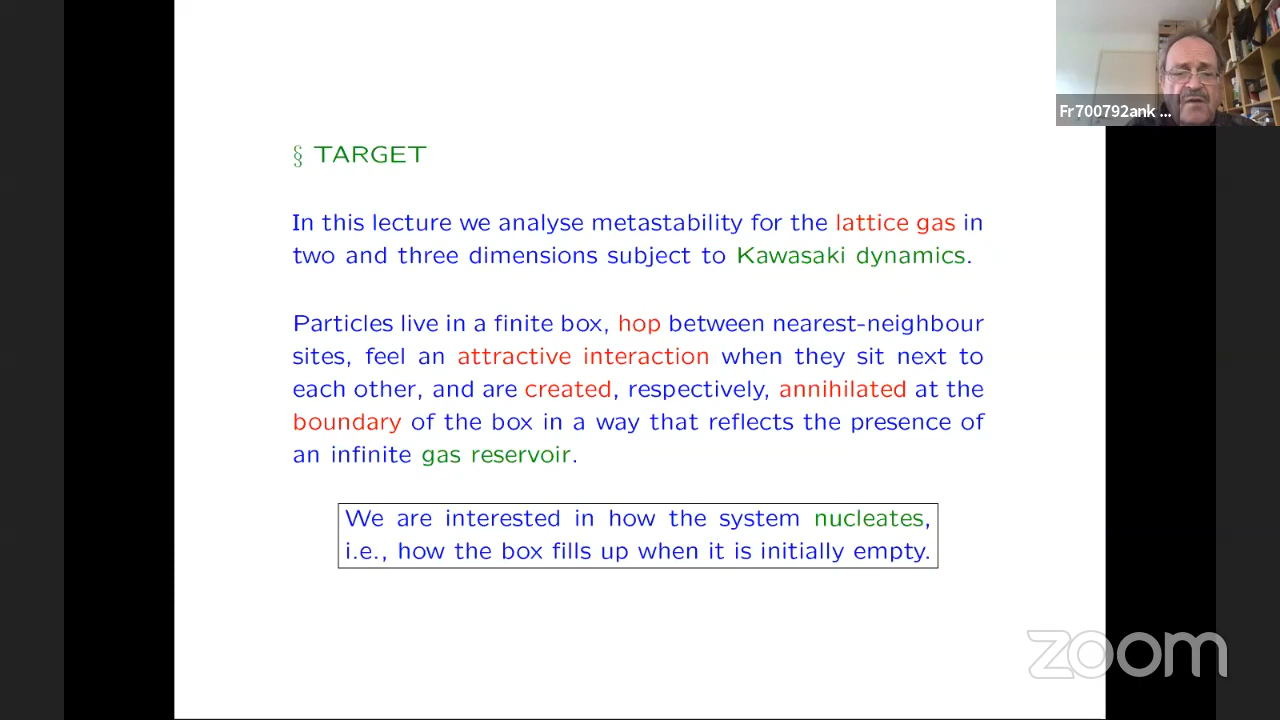 Fr700792ank ...
§ TARGET
In this lecture we analyse metastability for the lattice gas in
two and three dimensions subject to Kawasaki dynamics.
Particles live in a finite box, hop between nearest-neighbour
sites, feel an attractive interaction when they sit next to
each other, and are created, respectively, annihilated at the
boundary of the box in a way that reflects the presence of
an infinite gas reservoir.
We are interested in how the system nucleates,
i.e., how the box fills up when it is initially empty.
zoom